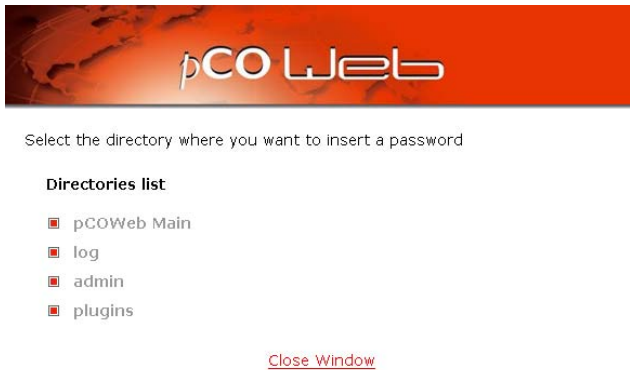 pCO Web
Select the directory where you want to insert a password
Directories list
pCOWeb Main
log
admin
plugins
Close Window